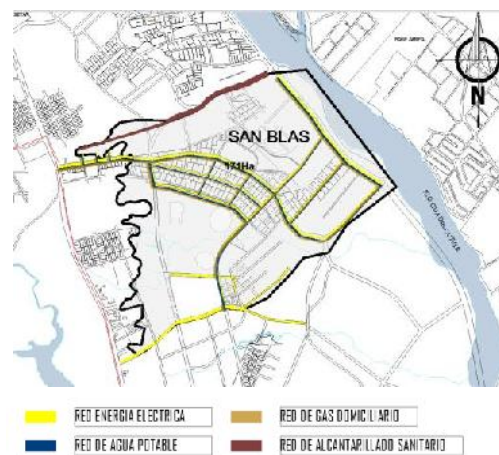 SAN BLAS
171Ha
N
RED ENERGIA ELECTRICA
RED DE GAS DOMICILIARIO
RED DE AGUA POTABLE
RED DE ALCANTARILLADO SANITARIO